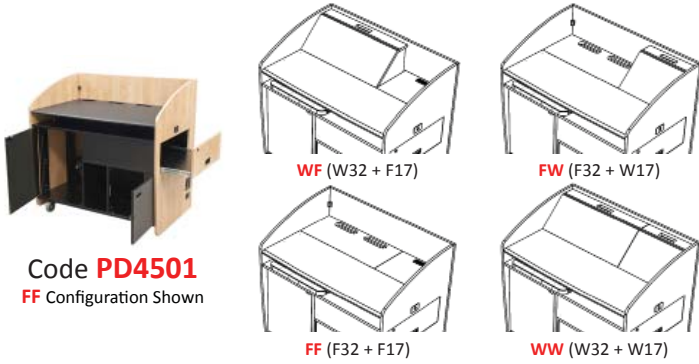 WF (W32 + F17)
FW (F32 + W17)
Code PD4501
FF Configuration Shown
FF (F32 + F17)
WW (W32 + W17)